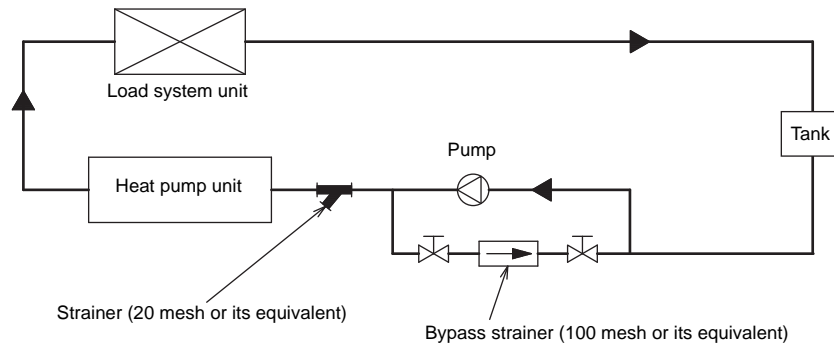 Load system unit
Tank
Pump
Heat pump unit
Strainer (20 mesh or its equivalent)
Bypass strainer (100 mesh or its equivalent)